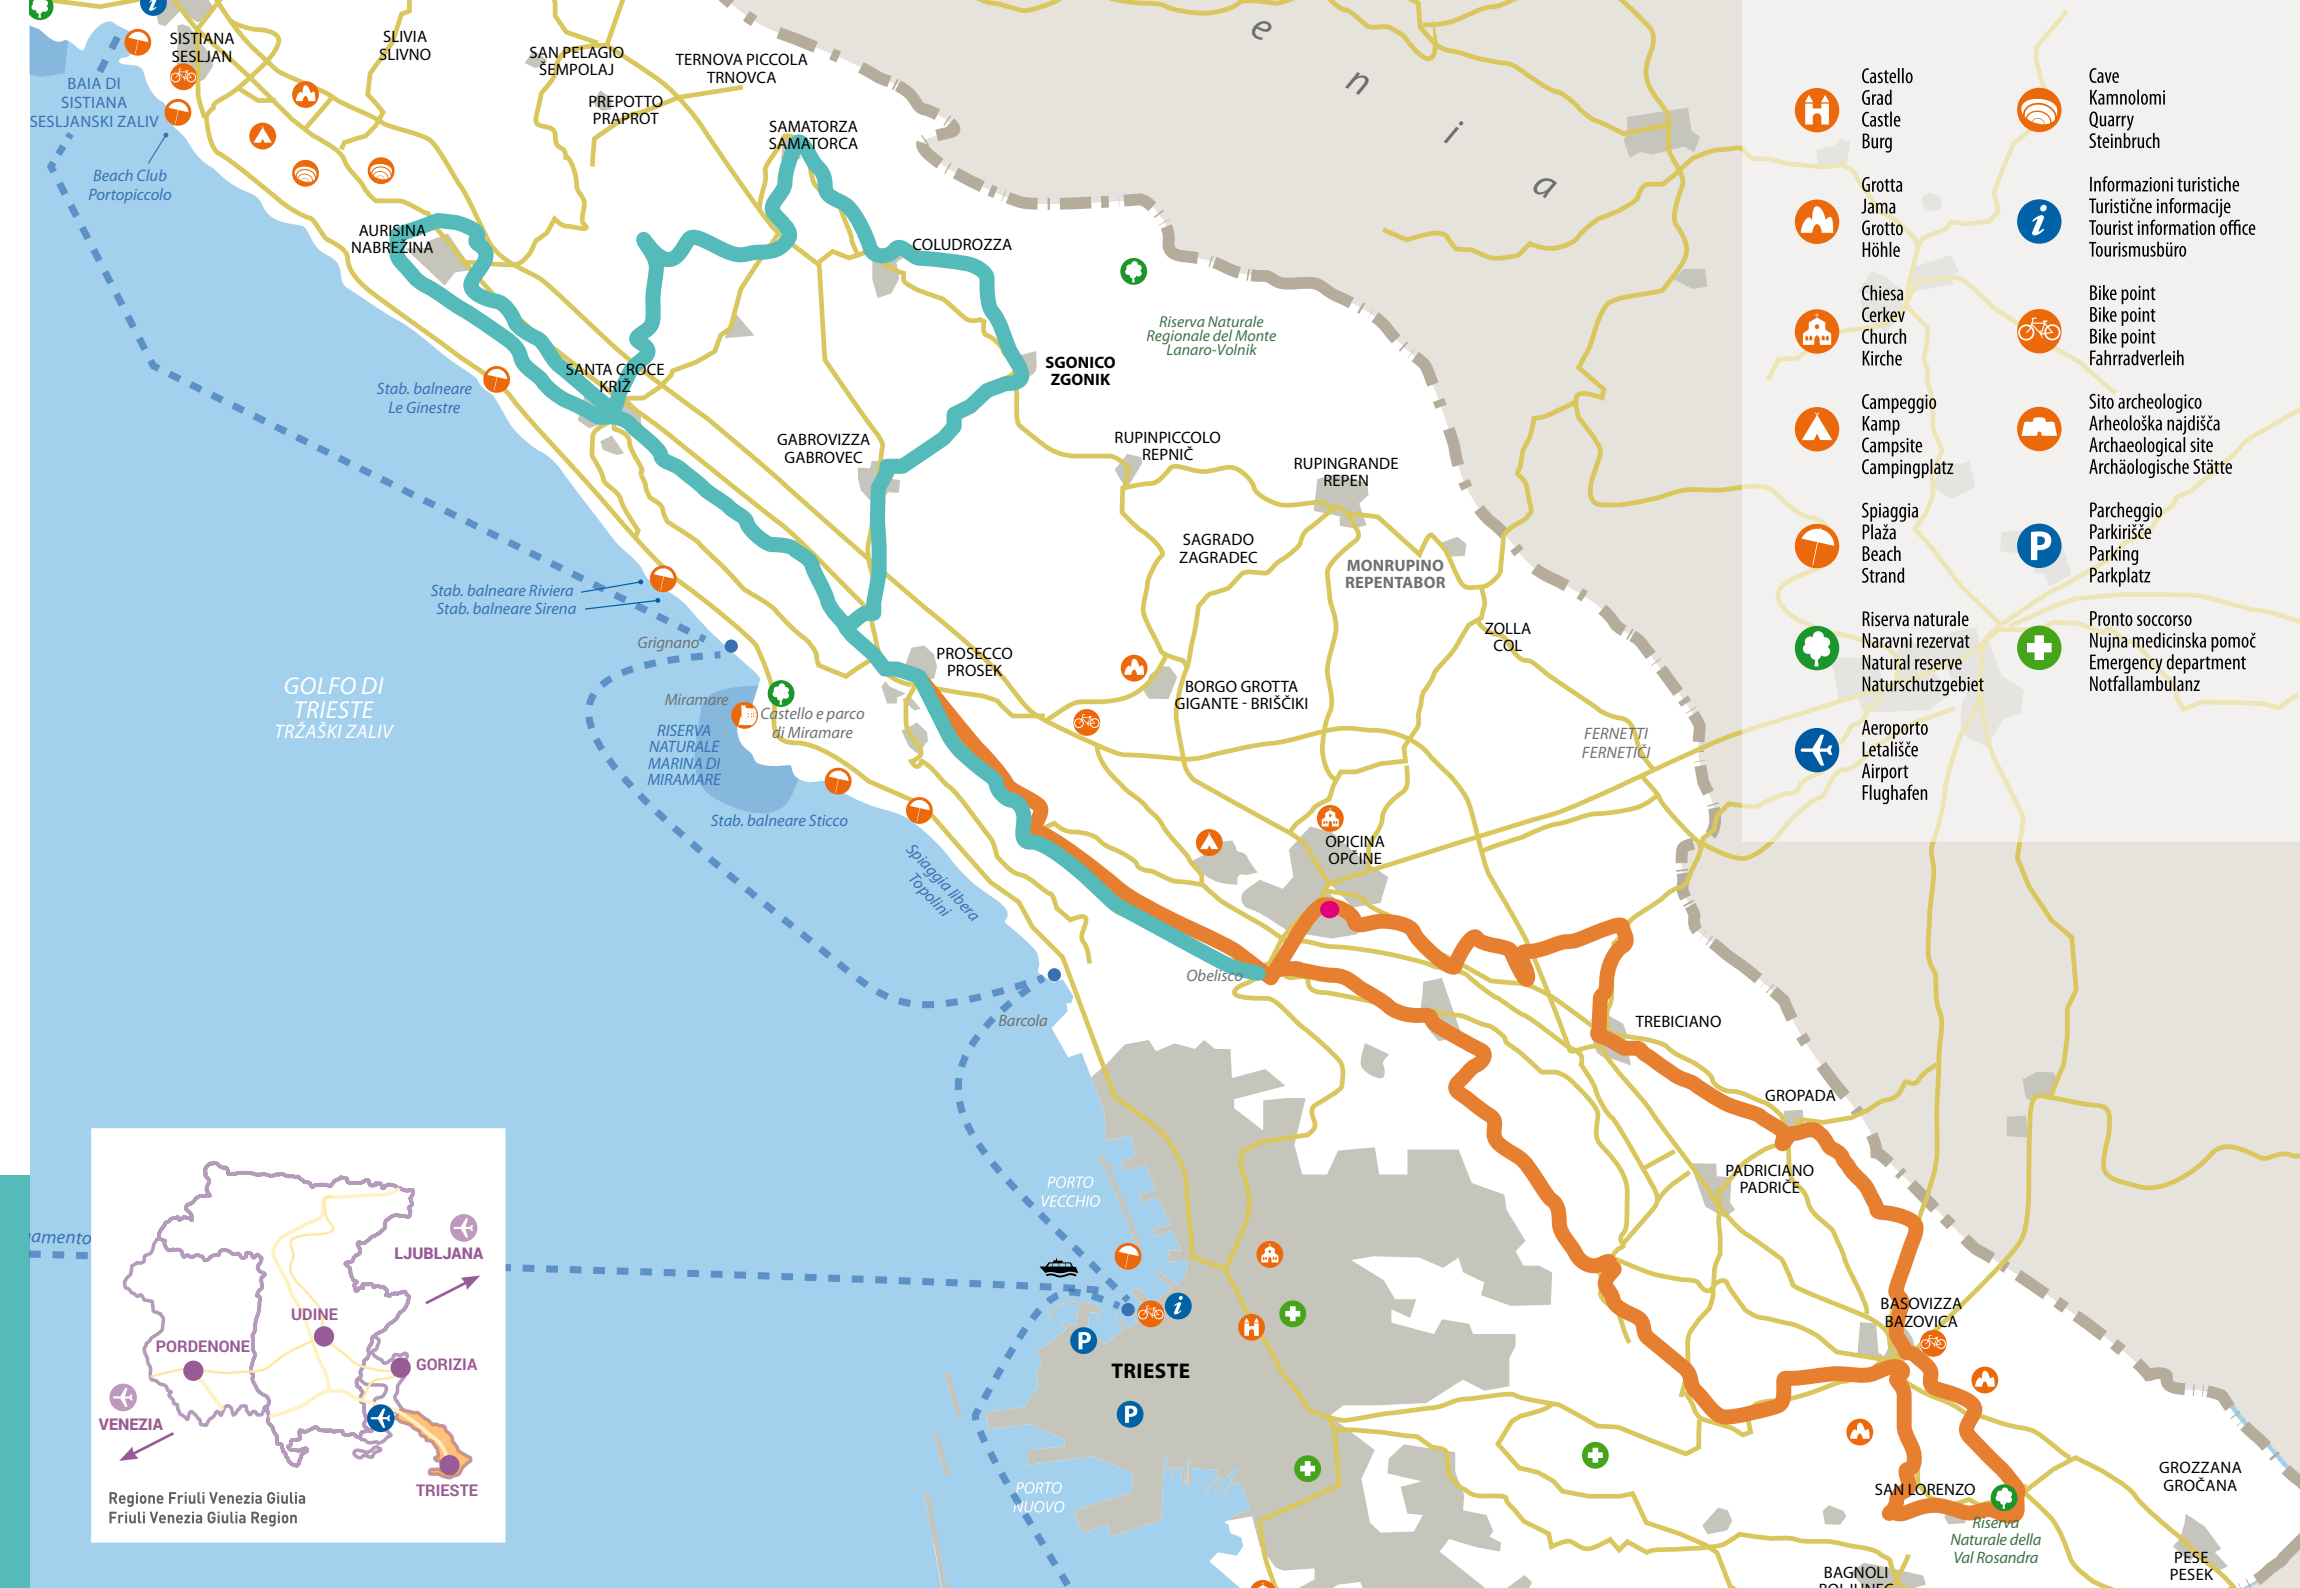 SISTIANA
SESLJAN
SLIVIA
SLIVNO
SAN PELAGIO
ŠEMPOLAJ
TERNOVA PICCOLA
TRNOVCA
PREPOTTO
PRAPROT
SAMATORZA
SAMATORCA
BAIA DI
SISTIANA
SESLJANSKI ZALIV
Beach Club
Portopiccolo
AURISINA
NABREŽINA
COLUDROZZA
Riserva Naturale
Regionale del Monte
Lanaro-Volnik
SGONICO
ZGONIK
SANTA CROCE
KRIŽ
Stab. balneare
Le Ginestre
GABROVIZZA
GABROVEC
RUPINPICCOLO
REPNIČ
RUPINGRANDE
REPEN
SAGRADO
ZAGRADEC
MONRUPINO
REPENTABOR
Stab. balneare Riviera
Stab. balneare Sirena
Grignano
ZOLLA
COL
PROSECCO
PROSEK
BORGO GROTTA
GIGANTE - BRIŠČIKI
GOLFO DI
TRIESTE
TRŽAŠKI ZALIV
Miramare
Castello e parco
di Miramare
RISERVA
NATURALE
MARINA DI
MIRAMARE
FERNETTI
FERNETIČI
Stab. balneare Sticco
Spiaggia libera
Topolini
OPICINA
OPČINE
Obelisco
Barcola
TREBICIANO
GROPADA
PADRICIANO
PADRIČE
PORTO
VECCHIO
BASOVIZZA
BAZOVICA
TRIESTE
PORTO
NUOVO
SAN LORENZO
Riserva
Naturale della
Val Rosandra
GROZZANA
GROČANA
PESE
PESEK
BAGNOLI
e
n
i
a
i
i
P
P
Castello
Grad
Castle
Burg
Grotta
Jama
Grotto
Höhle
Chiesa
Cerkev
Church
Kirche
Campeggio
Kamp
Campsite
Campingplatz
Spiaggia
Plaža
Beach
Strand
Riserva naturale
Naravni rezervat
Natural reserve
Naturschutzgebiet
Aeroporto
Letališče
Airport
Flughafen
Cave
Kamnolomi
Quarry
Steinbruch
i
Informazioni turistiche
Turistične informacije
Tourist information office
Tourismusbüro
Bike point
Bike point
Bike point
Fahrradverleih
Sito archeologico
Arheološka najdišča
Archaeological site
Archäologische Stätte
P
Parcheggio
Parkirišče
Parking
Parkplatz
Pronto soccorso
Nujna medicinska pomoč
Emergency department
Notfallambulanz
LJUBLJANA
UDINE
PORDENONE
GORIZIA
VENEZIA
TRIESTE
Regione Friuli Venezia Giulia
Friuli Venezia Giulia Region